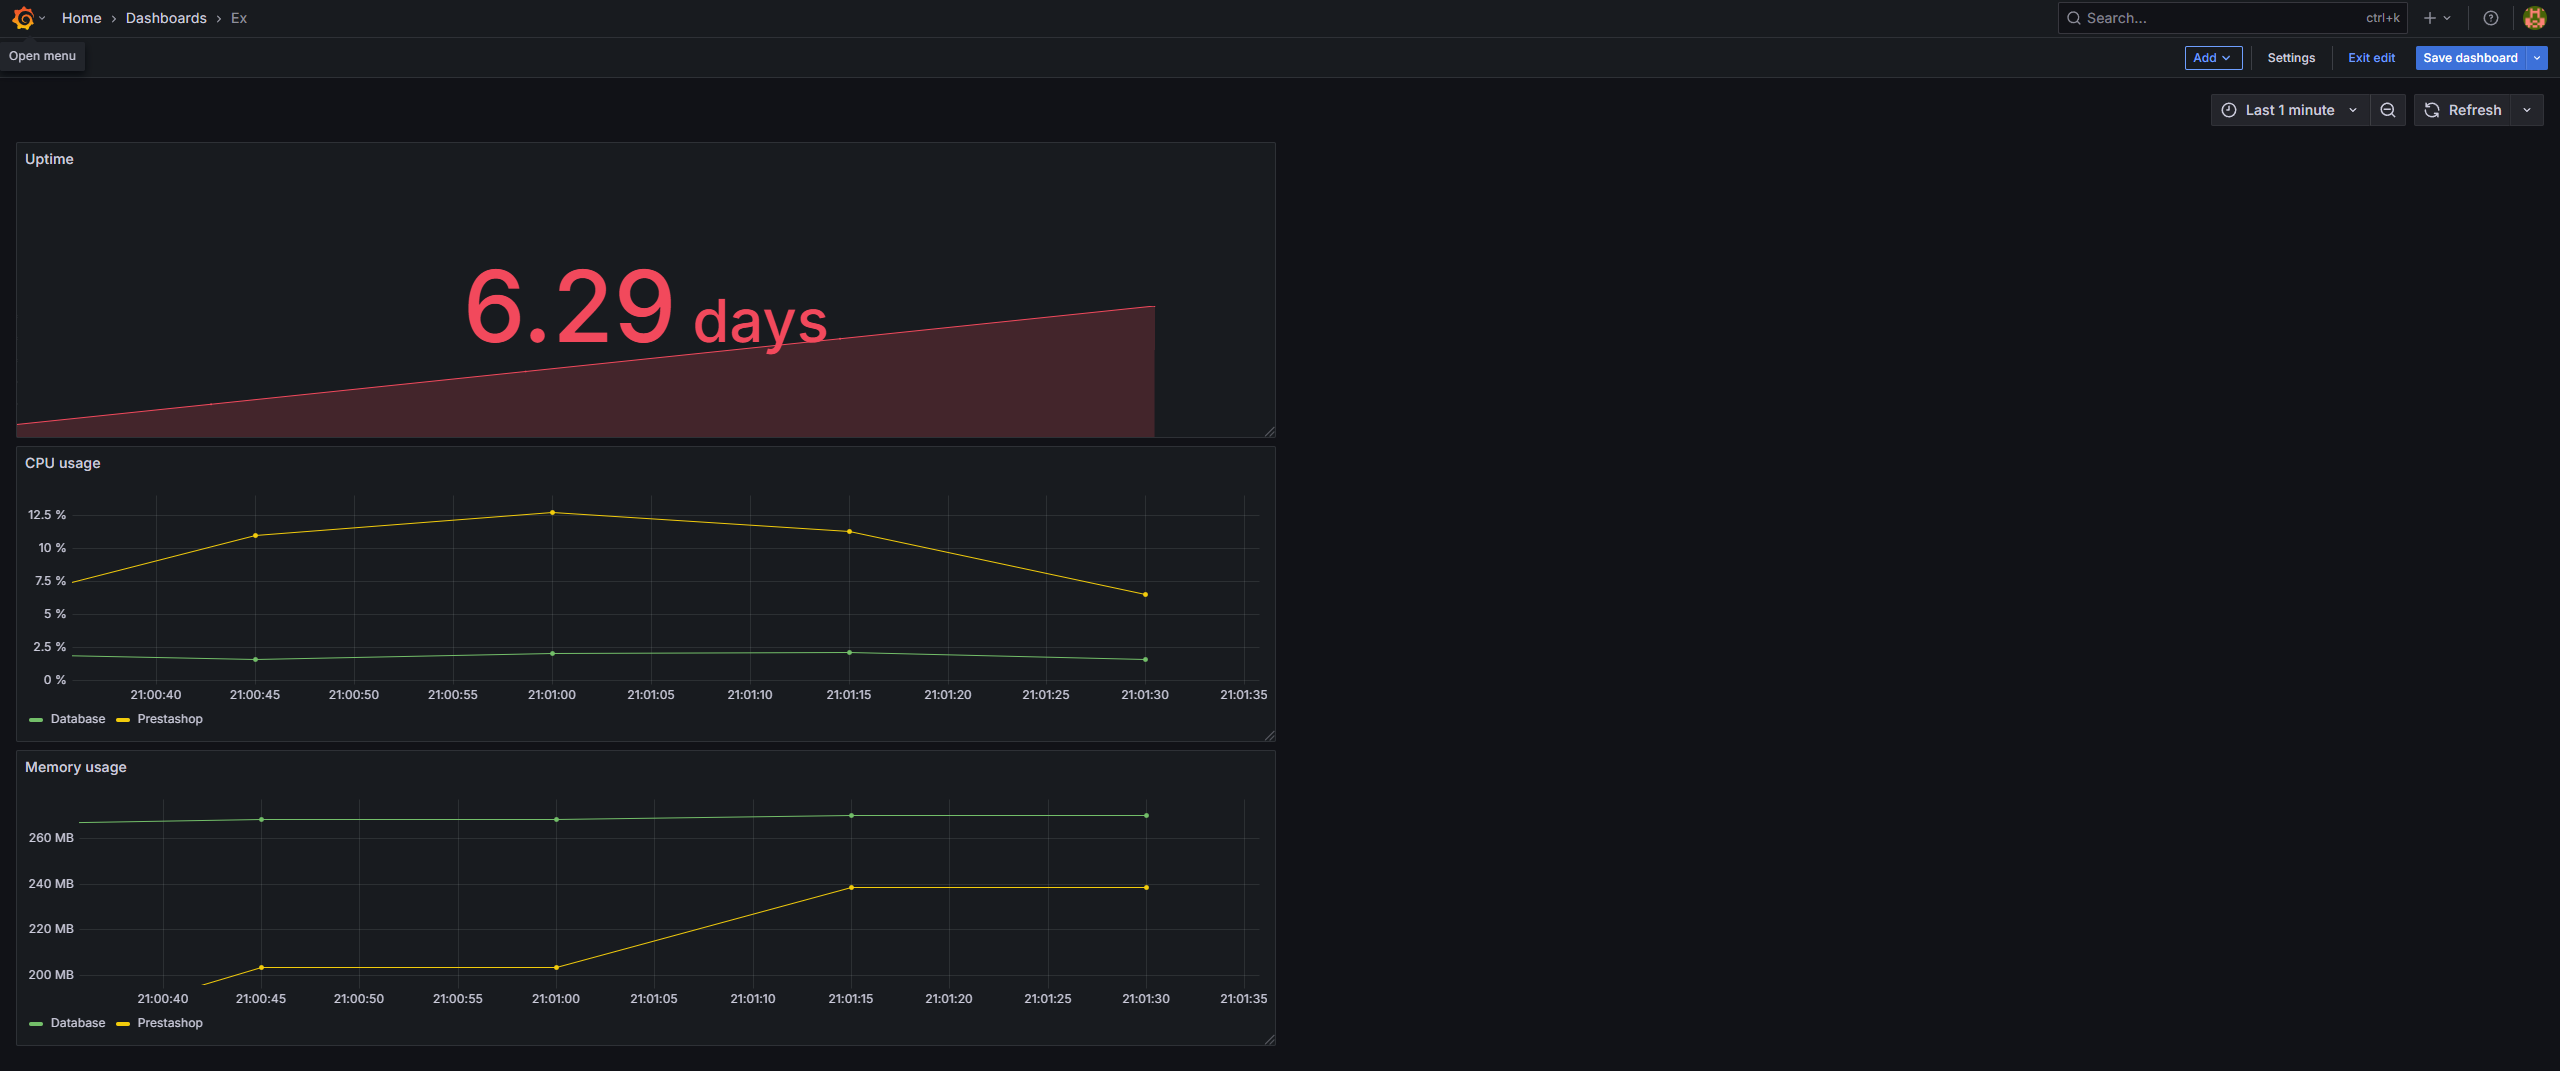 Home › Dashboards › Ex
Search... ctrl+k
Open menu
Add
Settings
Exit edit
Save dashboard
Last 1 minute
Refresh
Uptime
6.29 days
CPU usage
12.5 %
10 %
7.5 %
5 %
2.5 %
0 %
21:00:40 21:00:45 21:00:50 21:00:55 21:01:00 21:01:05 21:01:10 21:01:15 21:01:20 21:01:25 21:01:30 21:01:35
Database Prestashop
Memory usage
260 MB
240 MB
220 MB
200 MB
21:00:40 21:00:45 21:00:50 21:00:55 21:01:00 21:01:05 21:01:10 21:01:15 21:01:20 21:01:25 21:01:30 21:01:35
Database Prestashop